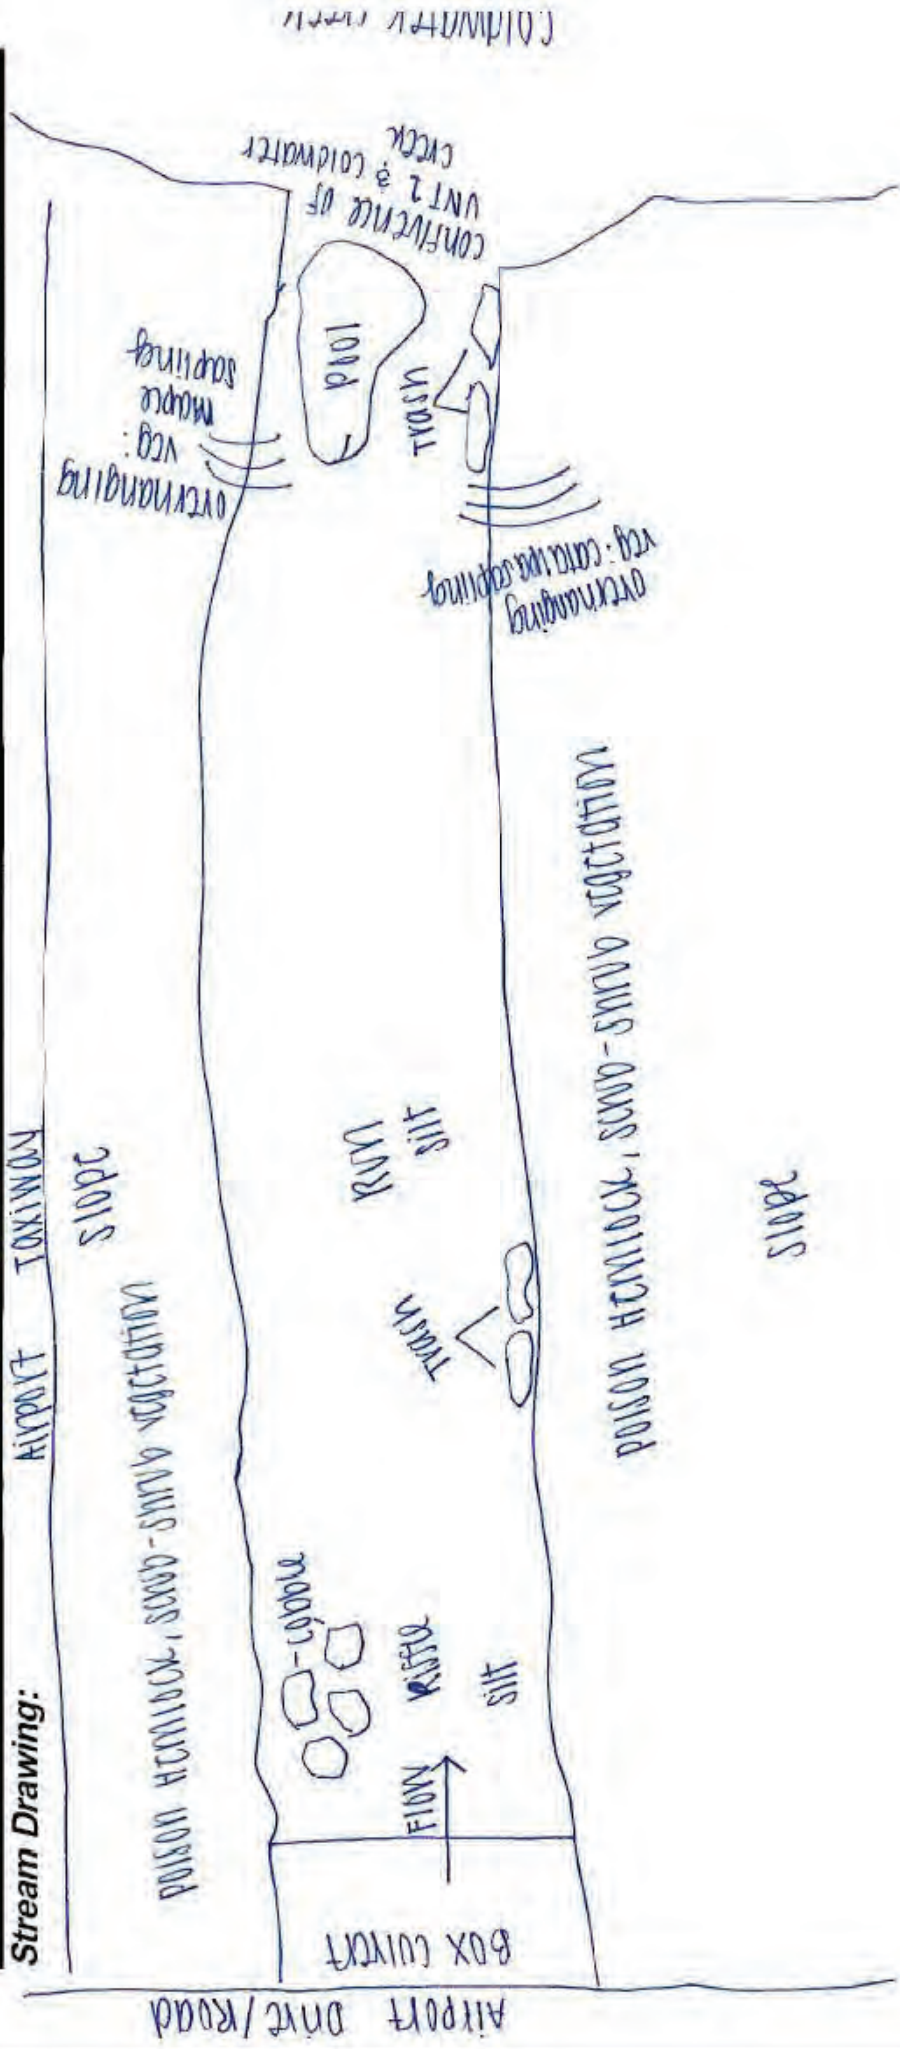 Stream Drawing:
Airport Taxiway
Slope
Poison Hemlock, scrub-shrub vegetation
Airport Drive/Road
Box culvert
Flow
Cobble
Riffle
silt
Trash
Run
silt
overhanging
veg:
maple
sapling
Pool
Trash
confluence of
UNT 2 & coldwater
creek
Coldwater creek
overhanging
veg: catalpa sapling
Poison Hemlock, scrub-shrub vegetation
Slope